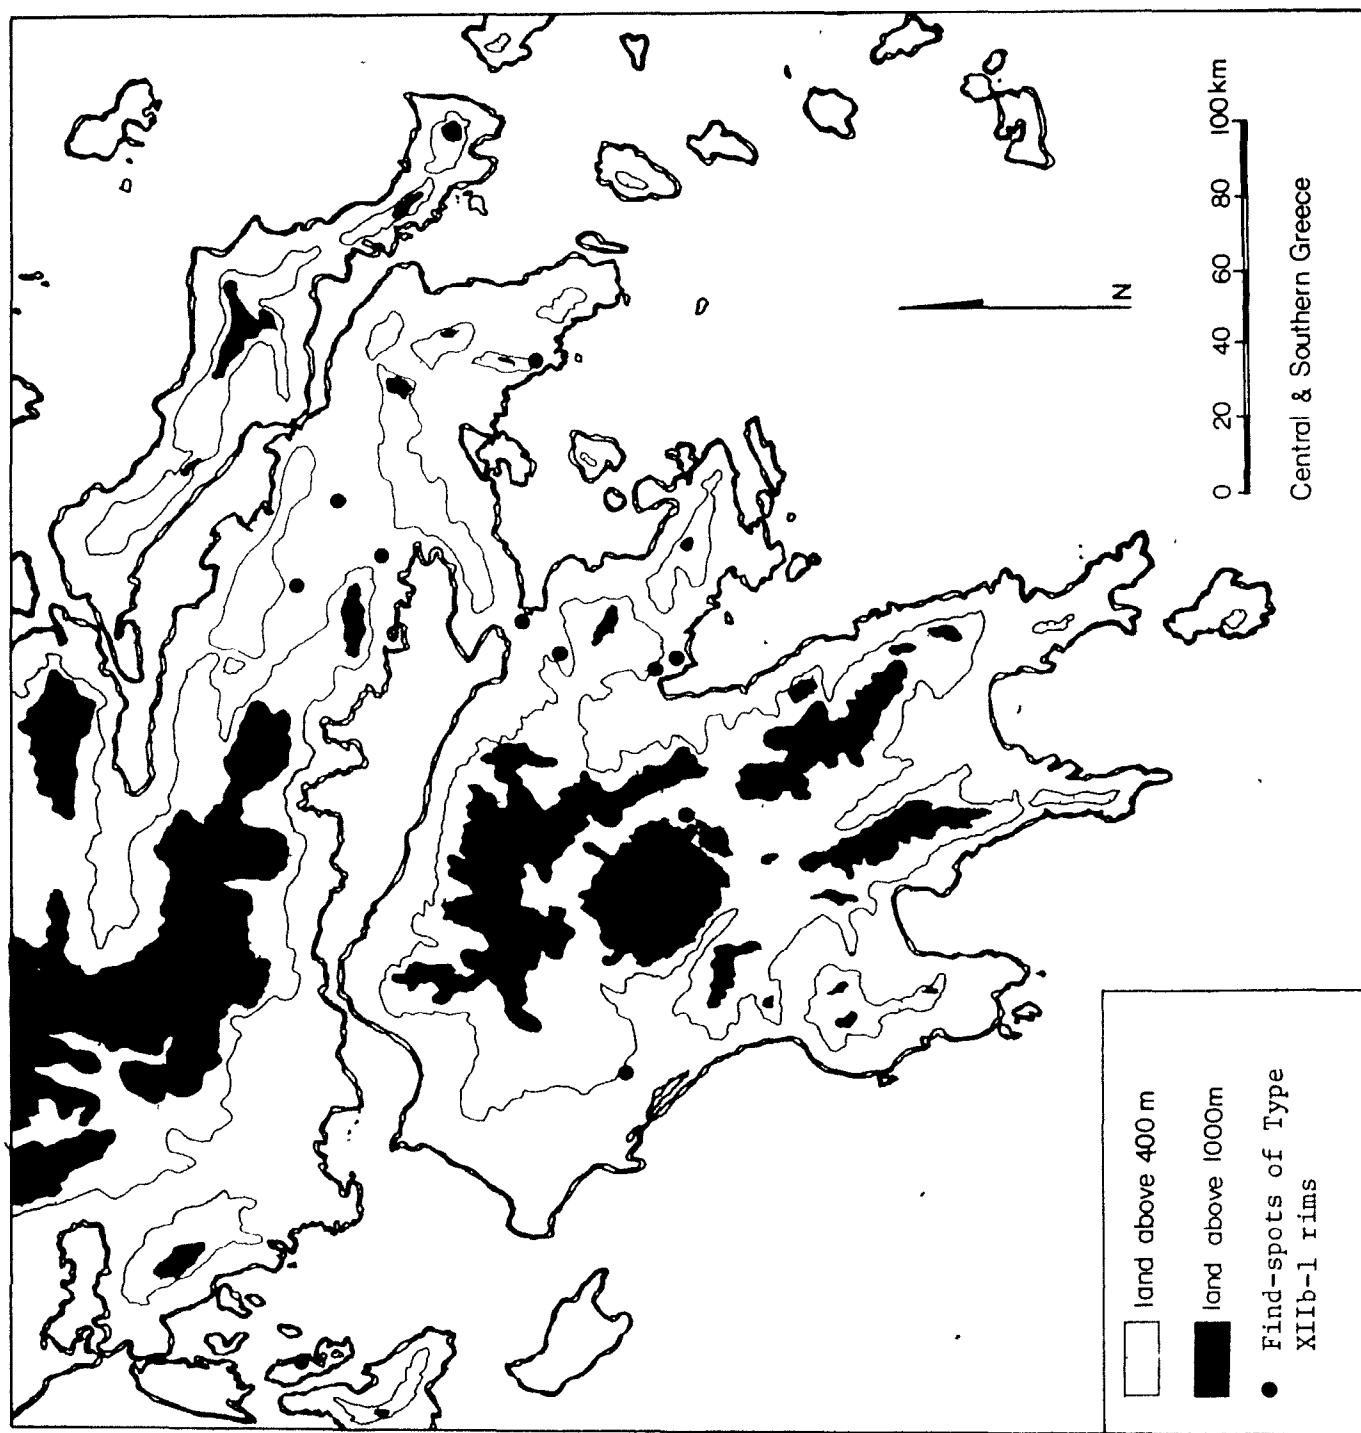 0 20 40 60 80 100km
Central & Southern Greece
N
land above 400m
land above 1000m
Find-spots of Type
XIIb-1 rims